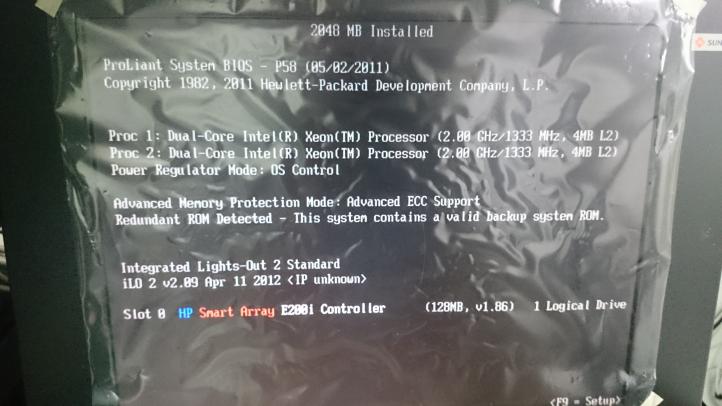 2048 MB Installed
ProLiant System BIOS - P58 (05/02/2011)
Copyright 1982, 2011 Hewlett-Packard Development Company, L.P.
Proc 1: Dual-Core Intel(R) Xeon(TM) Processor (2.00 GHz/1333 MHz, 4MB L2)
Proc 2: Dual-Core Intel(R) Xeon(TM) Processor (2.00 GHz/1333 MHz, 4MB L2)
Power Regulator Mode: OS Control
Advanced Memory Protection Mode: Advanced ECC Support
Redundant ROM Detected - This system contains a valid backup system ROM.
Integrated Lights-Out 2 Standard
iLO 2 v2.09 Apr 11 2012 <IP unknown>
Slot 0 HP Smart Array E200i Controller (128MB, v1.86) 1 Logical Drive
<F9 = Setup>